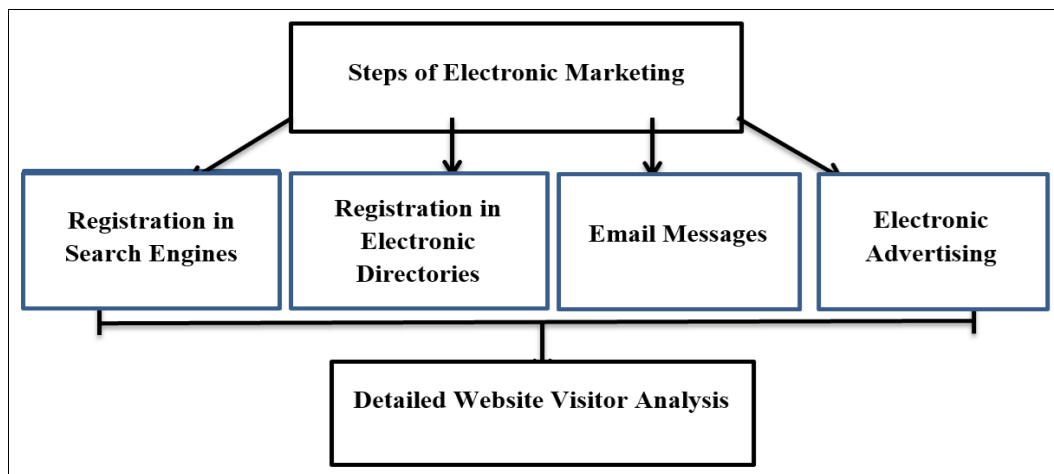 Steps of Electronic Marketing
Registration in
Search Engines
Registration in
Electronic
Directories
Email Messages
Electronic
Advertising
Detailed Website Visitor Analysis